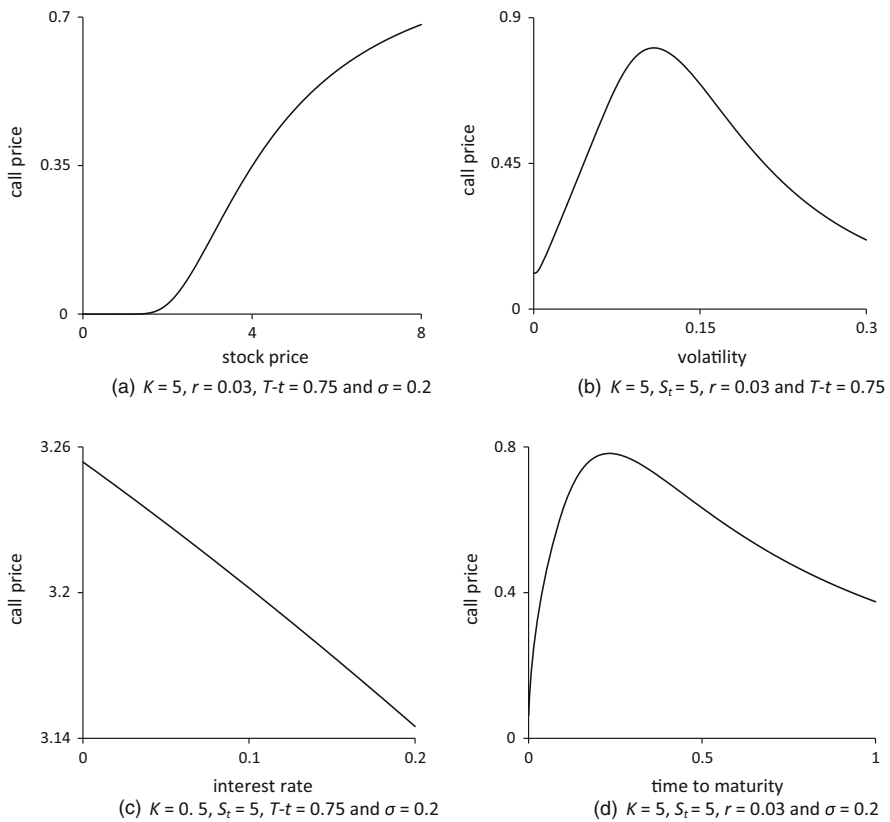 0.7
0.35
0
call price
0
4
8
stock price
(a) K = 5, r = 0.03, T-t = 0.75 and σ = 0.2
0.9
0.45
0
call price
0
0.15
0.3
volatility
(b) K = 5, Sₜ = 5, r = 0.03 and T-t = 0.75
3.26
3.2
3.14
call price
0
0.1
0.2
interest rate
(c) K = 0. 5, Sₜ = 5, T-t = 0.75 and σ = 0.2
0.8
0.4
0
call price
0
0.5
1
time to maturity
(d) K = 5, Sₜ = 5, r = 0.03 and σ = 0.2